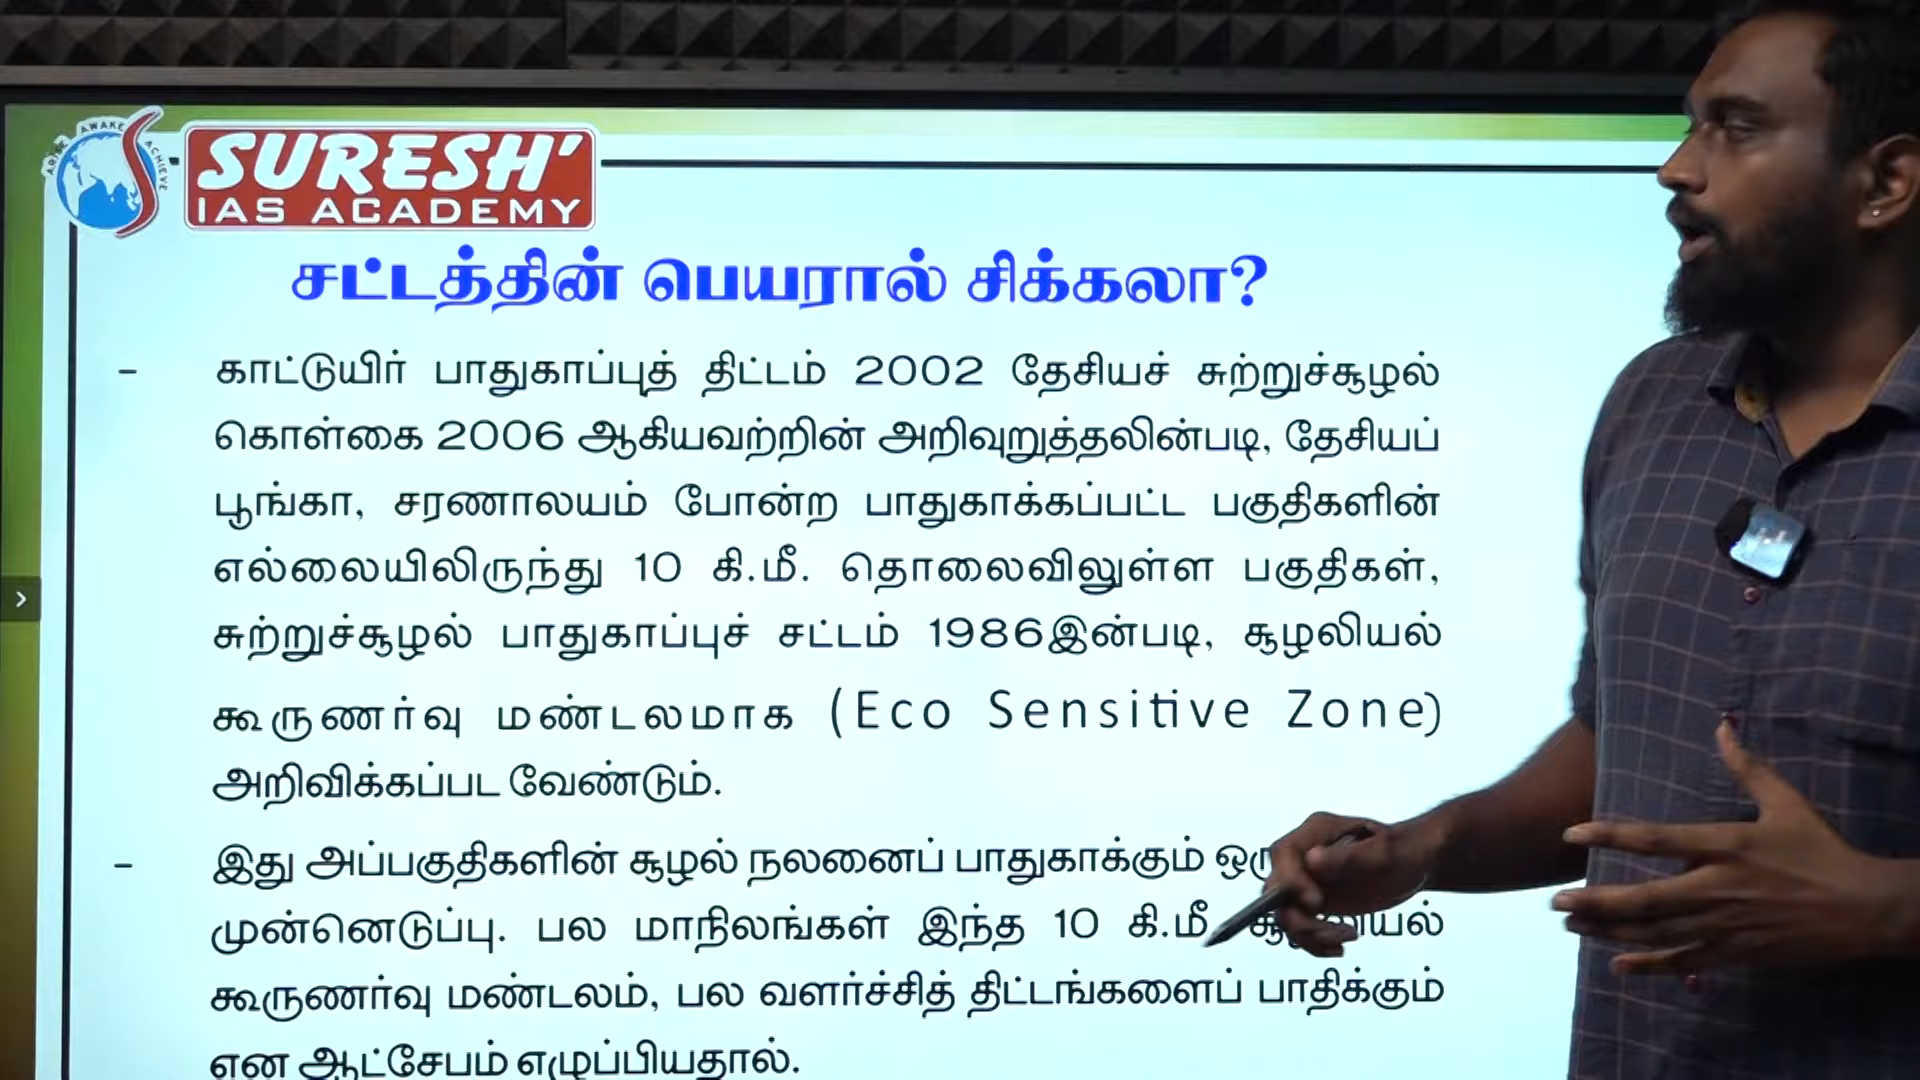 ARISE AWAKE ACHIEVE
SURESH'
IAS ACADEMY
சட்டத்தின் பெயரால் சிக்கலா?
- காட்டுயிர் பாதுகாப்புத் திட்டம் 2002 தேசியச் சுற்றுச்சூழல்
கொள்கை 2006 ஆகியவற்றின் அறிவுறுத்தலின்படி, தேசியப்
பூங்கா, சரணாலயம் போன்ற பாதுகாக்கப்பட்ட பகுதிகளின்
எல்லையிலிருந்து 10 கி.மீ. தொலைவிலுள்ள பகுதிகள்,
சுற்றுச்சூழல் பாதுகாப்புச் சட்டம் 1986இன்படி, சூழலியல்
கூருணர்வு மண்டலமாக (Eco Sensitive Zone)
அறிவிக்கப்பட வேண்டும்.
- இது அப்பகுதிகளின் சூழல் நலனைப் பாதுகாக்கும்
முன்னெடுப்பு. பல மாநிலங்கள் இந்த 10 கி.மீ.
கூருணர்வு மண்டலம், பல வளர்ச்சித் திட்டங்களைப் பாதிக்கும்
என ஆட்சேபம் எழுப்பியதால்.